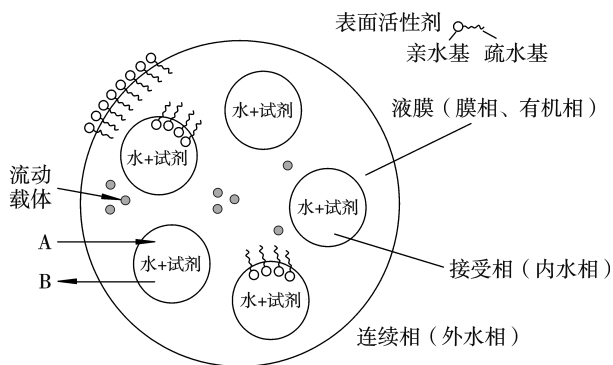 表面活性剂
亲水基 疏水基
液膜（膜相、有机相）
水+试剂
水+试剂
流动
载体
水+试剂
A
B
水+试剂
接受相（内水相）
水+试剂
连续相（外水相）